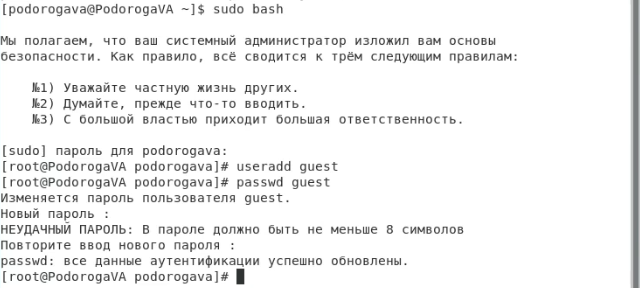 [podorogava@PodorogaVA ~]$ sudo bash
Мы полагаем, что ваш системный администратор изложил вам основы
безопасности. Как правило, всё сводится к трём следующим правилам:
№1) Уважайте частную жизнь других.
№2) Думайте, прежде что-то вводить.
№3) С большой властью приходит большая ответственность.
[sudo] пароль для podorogava:
[root@PodorogaVA podorogava]# useradd guest
[root@PodorogaVA podorogava]# passwd guest
Изменяется пароль пользователя guest.
Новый пароль :
НЕУДАЧНЫЙ ПАРОЛЬ: В пароле должно быть не меньше 8 символов
Повторите ввод нового пароля :
passwd: все данные аутентификации успешно обновлены.
[root@PodorogaVA podorogava]#